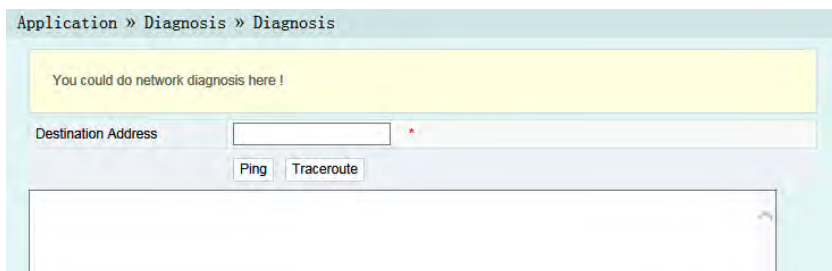 Application » Diagnosis » Diagnosis
You could do network diagnosis here !
Destination Address *
Ping Traceroute